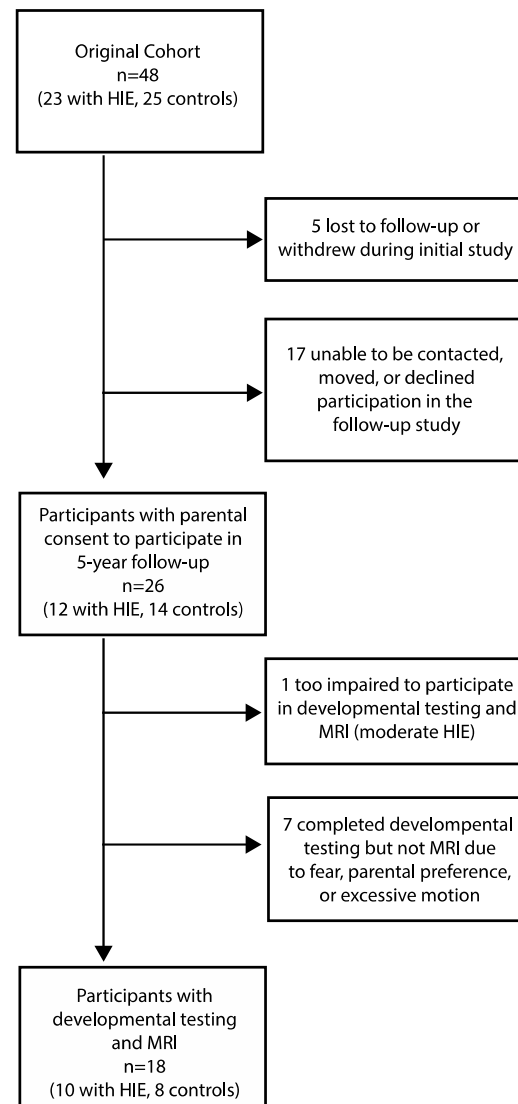 Original Cohort
n=48
(23 with HIE, 25 controls)
5 lost to follow-up or
withdrew during initial study
17 unable to be contacted,
moved, or declined
participation in the
follow-up study
Participants with parental
consent to participate in
5-year follow-up
n=26
(12 with HIE, 14 controls)
1 too impaired to participate
in developmental testing and
MRI (moderate HIE)
7 completed develompental
testing but not MRI due
to fear, parental preference,
or excessive motion
Participants with
developmental testing
and MRI
n=18
(10 with HIE, 8 controls)